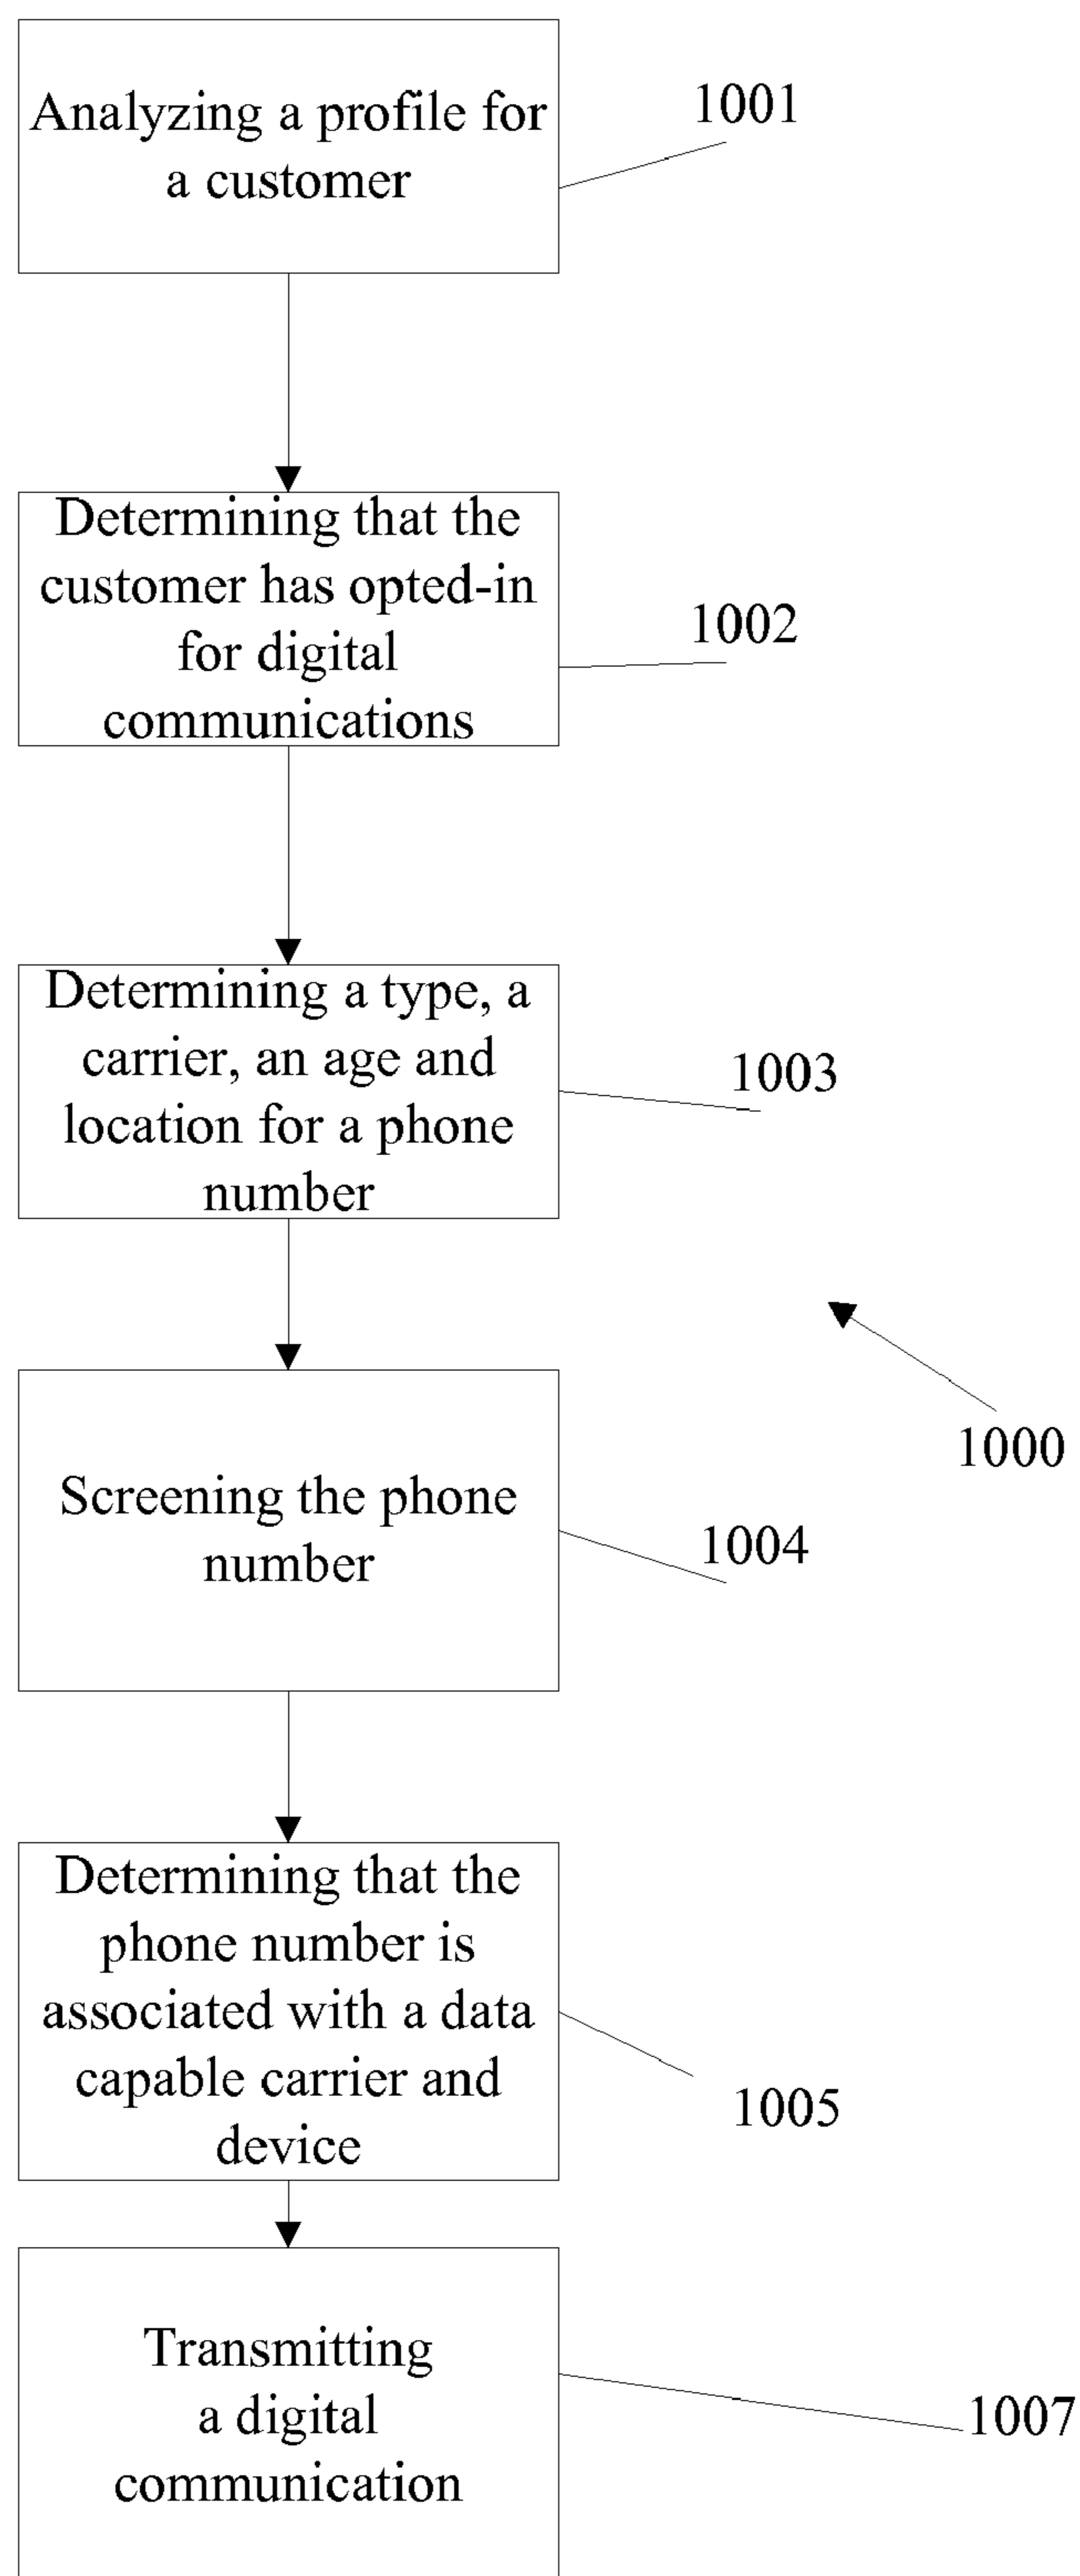 Analyzing a profile for
a customer
1001
Determining that the
customer has opted-in
for digital
communications
1002
Determining a type, a
carrier, an age and
location for a phone
number
1003
1000
Screening the phone
number
1004
Determining that the
phone number is
associated with a data
capable carrier and
device
1005
Transmitting
a digital
communication
1007